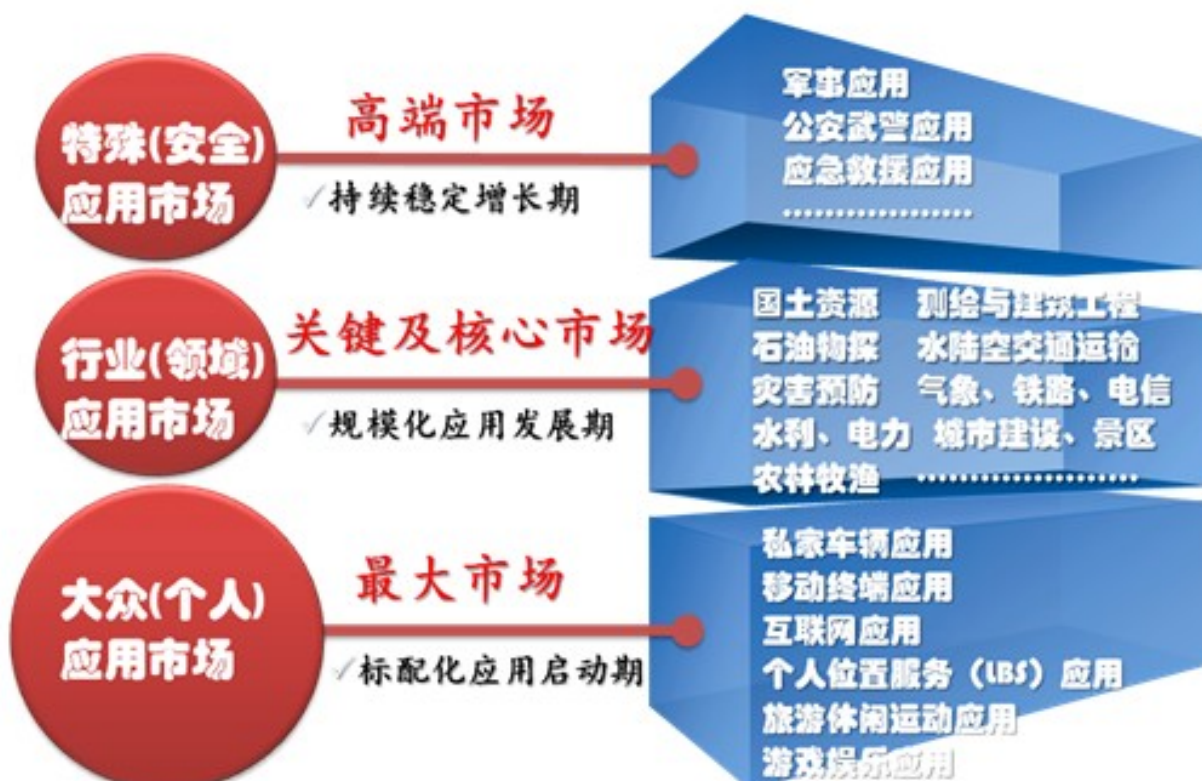 特殊(安全)
应用市场
高端市场
✓持续稳定增长期
军事应用
公安武警应用
应急救援应用
..................
行业(领域)
应用市场
关键及核心市场
✓规模化应用发展期
国土资源 测绘与建筑工程
石油物探 水陆空交通运输
灾害预防 气象、铁路、电信
水利、电力 城市建设、景区
农林牧渔 .....................
大众(个人)
应用市场
最大市场
✓标配化应用启动期
私家车辆应用
移动终端应用
互联网应用
个人位置服务（LBS）应用
旅游休闲运动应用
游戏娱乐应用